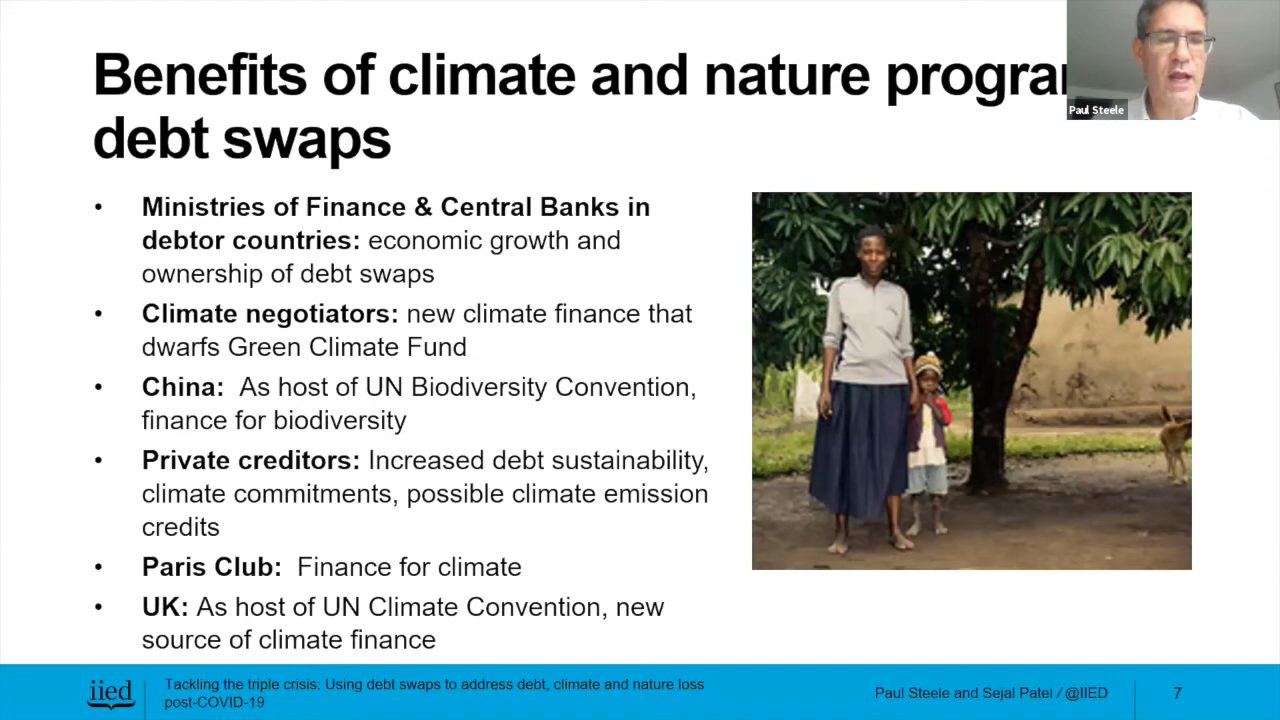 Benefits of climate and nature
debt swaps
Paul Steele
• Ministries of Finance & Central Banks in
debtor countries: economic growth and
ownership of debt swaps
• Climate negotiators: new climate finance that
dwarfs Green Climate Fund
• China: As host of UN Biodiversity Convention,
finance for biodiversity
• Private creditors: Increased debt sustainability,
climate commitments, possible climate emission
credits
• Paris Club: Finance for climate
• UK: As host of UN Climate Convention, new
source of climate finance
iied
Tackling the triple crisis: Using debt swaps to address debt, climate and nature loss
post-COVID-19
Paul Steele and Sejal Patel / @IIED
7